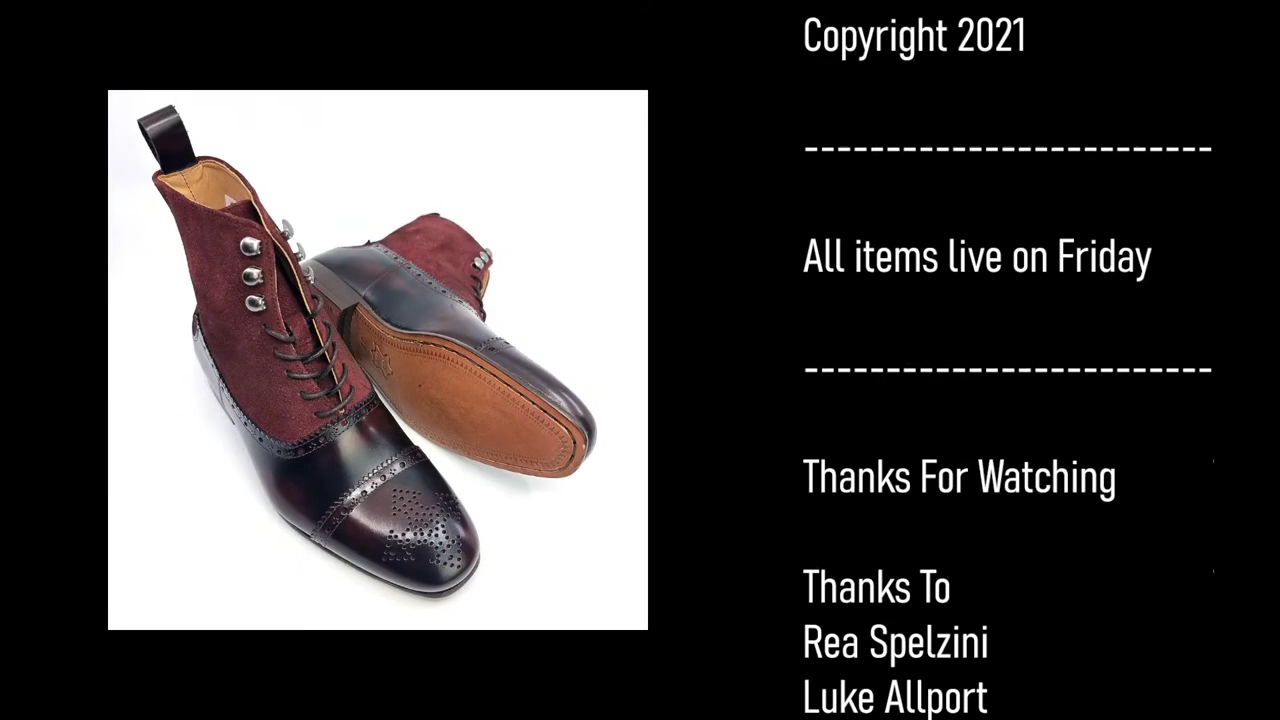 Copyright 2021
-------------------------
All items live on Friday
-------------------------
Thanks For Watching
Thanks To
Rea Spelzini
Luke Allport